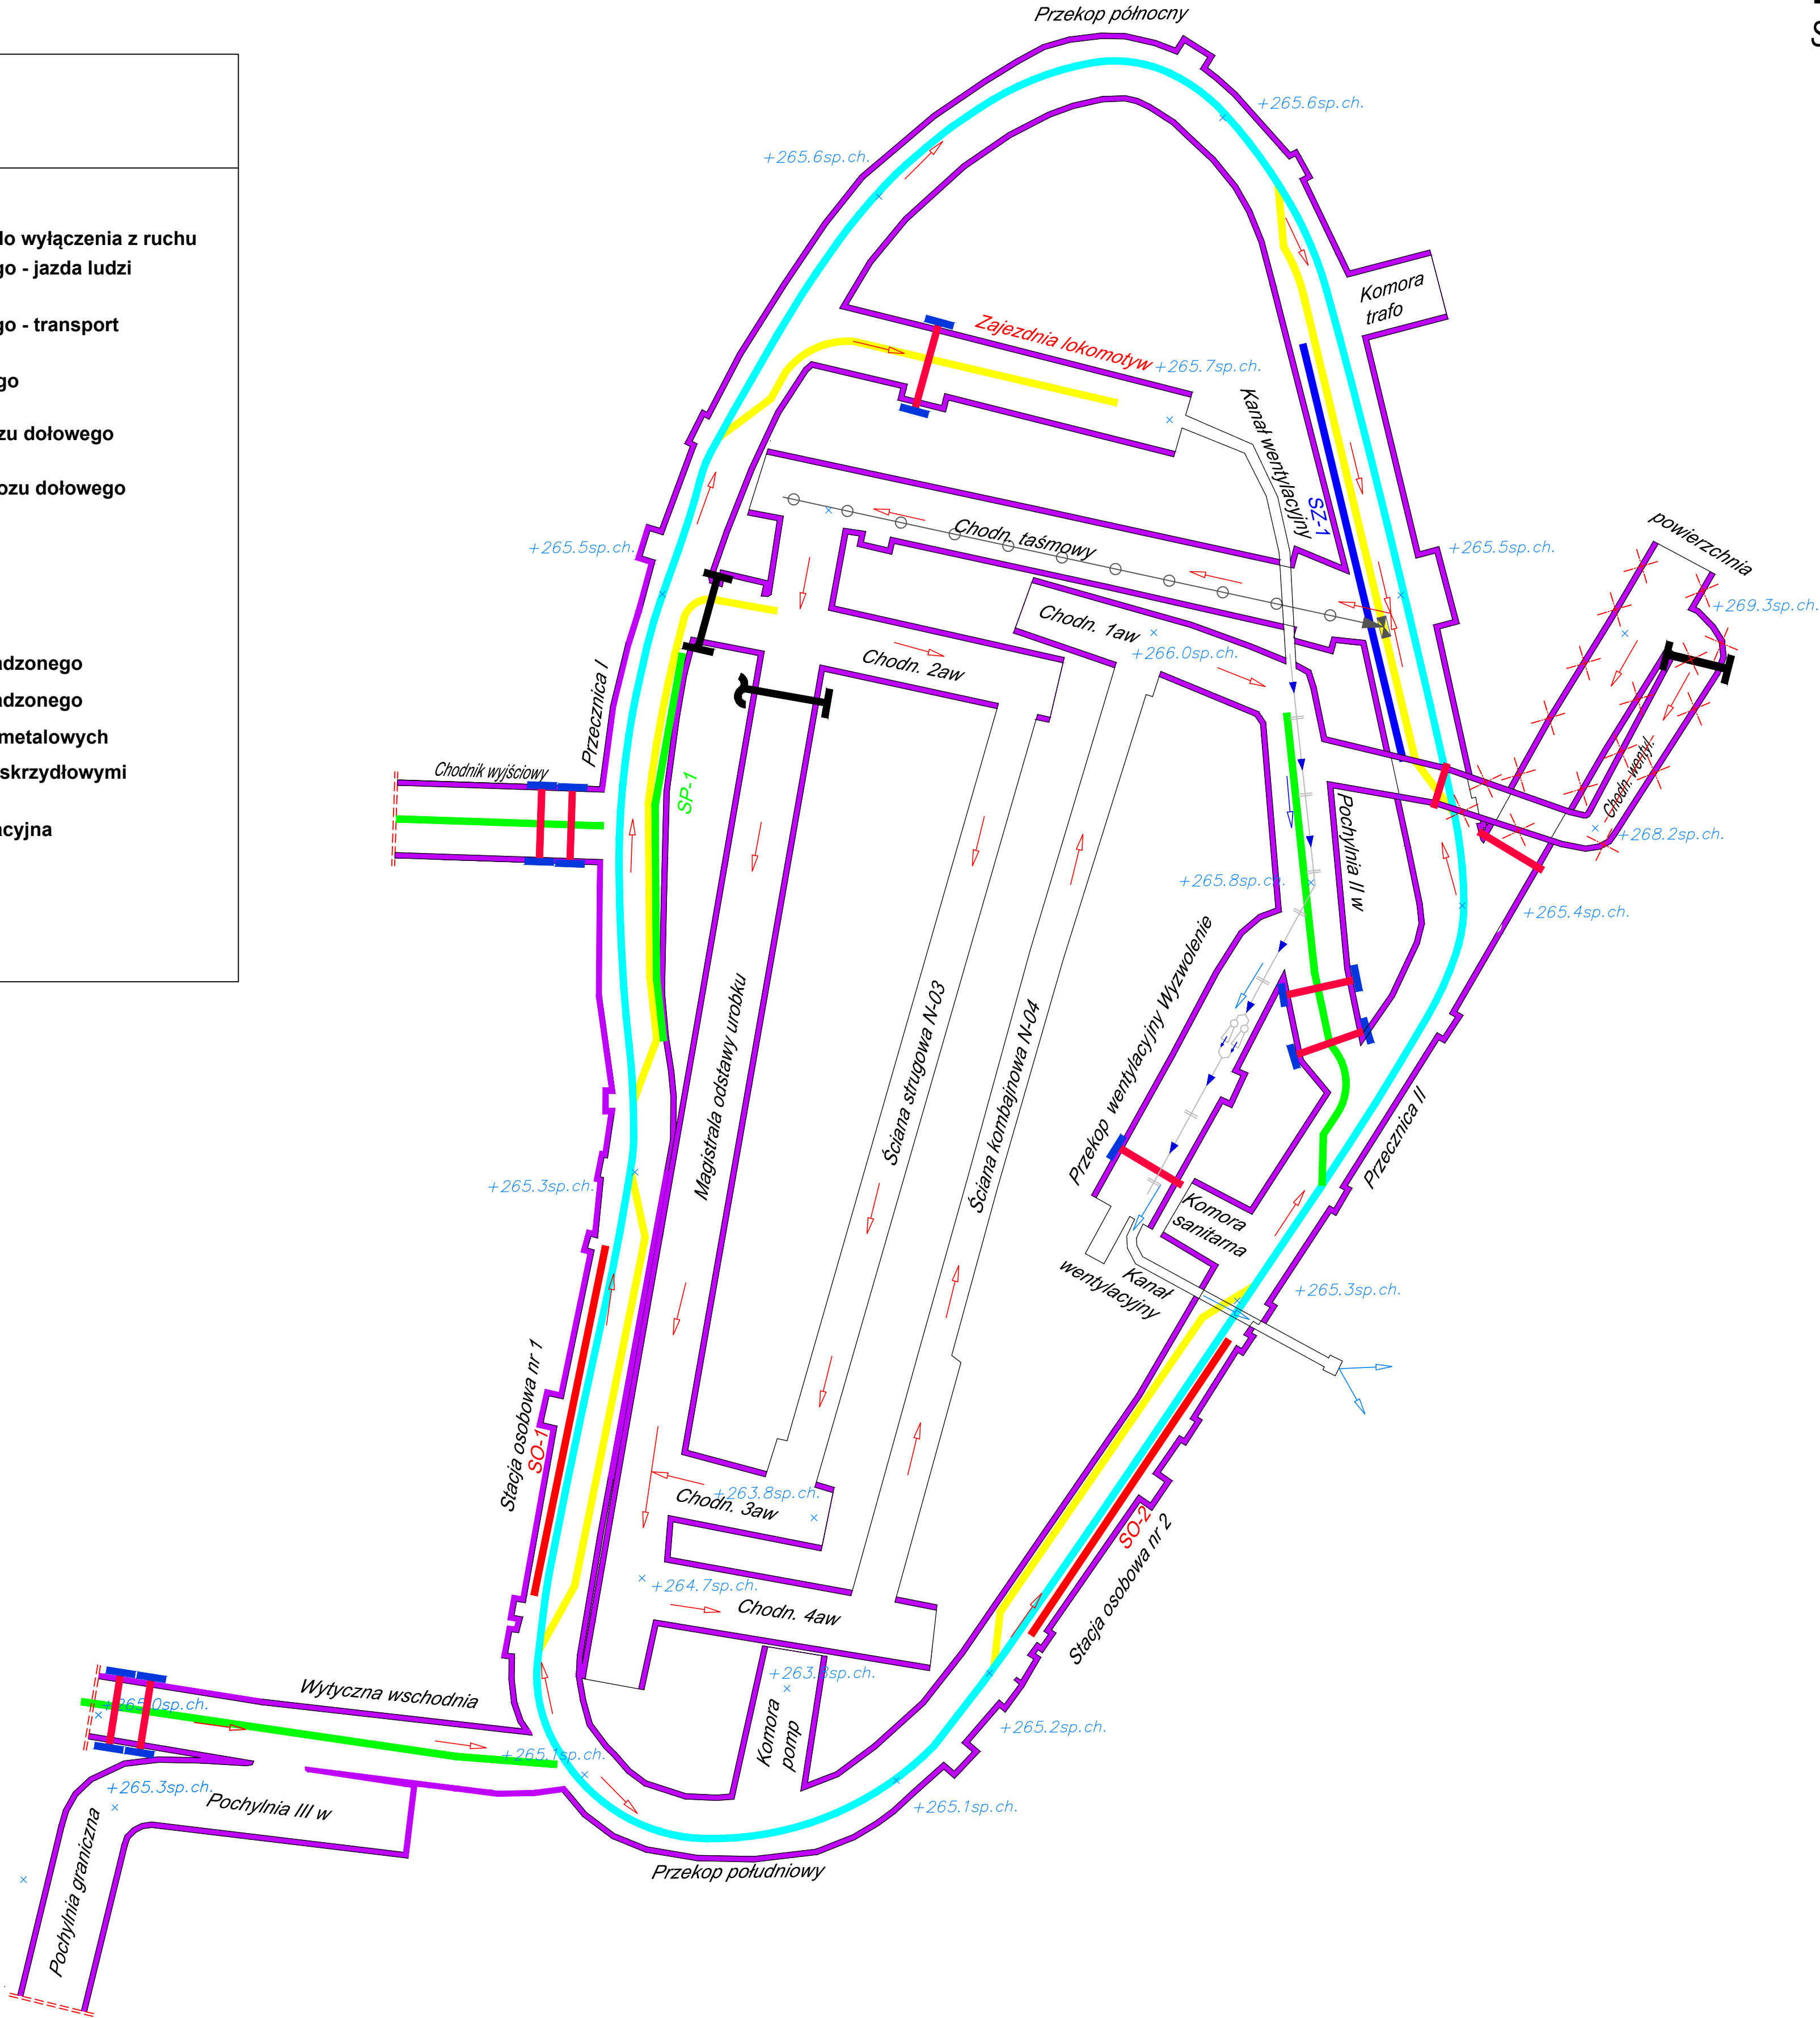 Przekop północny
+265.6sp.ch.
+265.6sp.ch.
do wyłączenia z ruchu
go - jazda ludzi
go - transport
go
zu dołowego
ozu dołowego
adzonego
adzonego
metalowych
skrzydłowymi
acyjna
Komora
trafo
Zajezdnia lokomotyw
+265.7sp.ch.
Kanał wentylacyjny
SZ-1
Chodn. taśmowy
+265.5sp.ch.
+265.5sp.ch.
powierzchnia
+269.3sp.ch.
Chodn. 1aw
+266.0sp.ch.
Chodn. 2aw
Przecznica I
Chodnik wyjściowy
SP-1
Chodn. wentyl.
+268.2sp.ch.
Pochylnia II w
+265.8sp.ch.
+265.4sp.ch.
Magistrala odstawy urobku
Ściana strugowa N-03
Ściana kombajnowa N-04
Przekop wentylacyjny Wyzwolenie
Przecznica II
+265.3sp.ch.
Komora
sanitarna
Kanał
wentylacyjny
+265.3sp.ch.
Stacja osobowa nr 1
SO-1
+263.8sp.ch.
Chodn. 3aw
SO-2
Stacja osobowa nr 2
+264.7sp.ch.
Chodn. 4aw
+263.8sp.ch.
Komora
pomp
+265.2sp.ch.
Wytyczna wschodnia
+265.0sp.ch.
+265.1sp.ch.
+265.3sp.ch.
Pochylnia III w
+265.1sp.ch.
Pochylnia graniczna
Przekop południowy